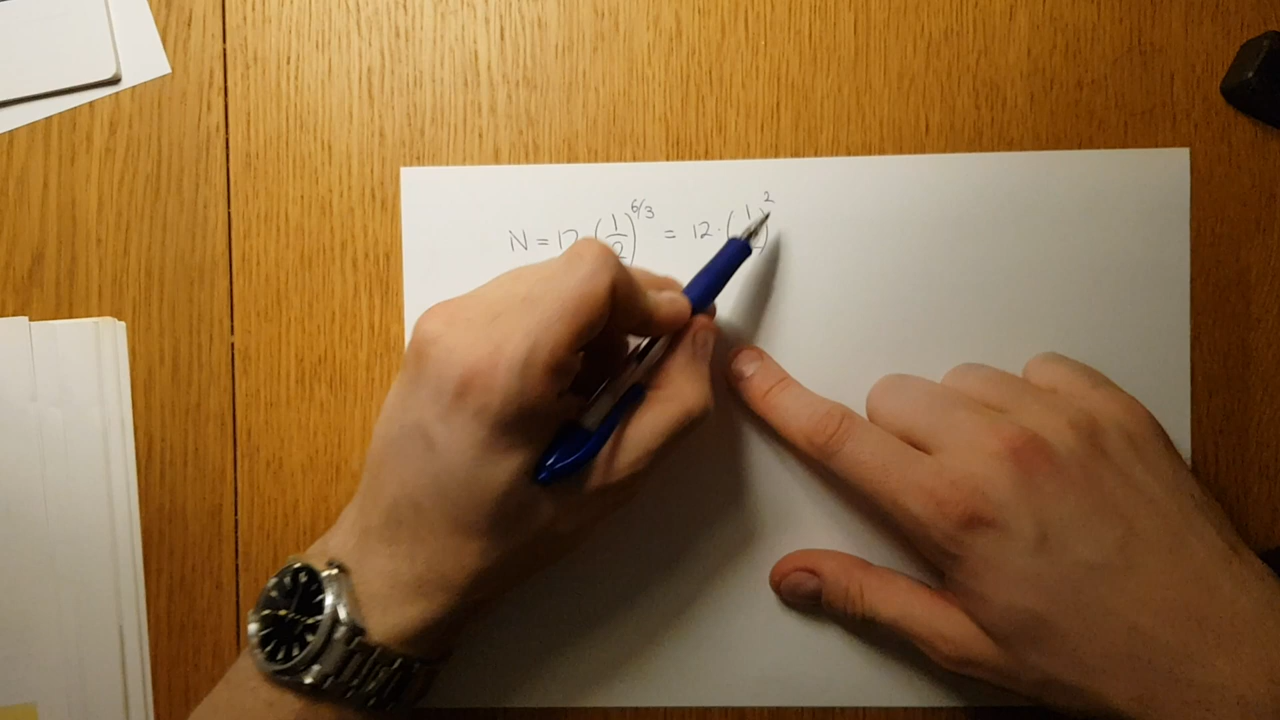 N = 12 · (1/2)^6/3 = 12 · (1/2)^2